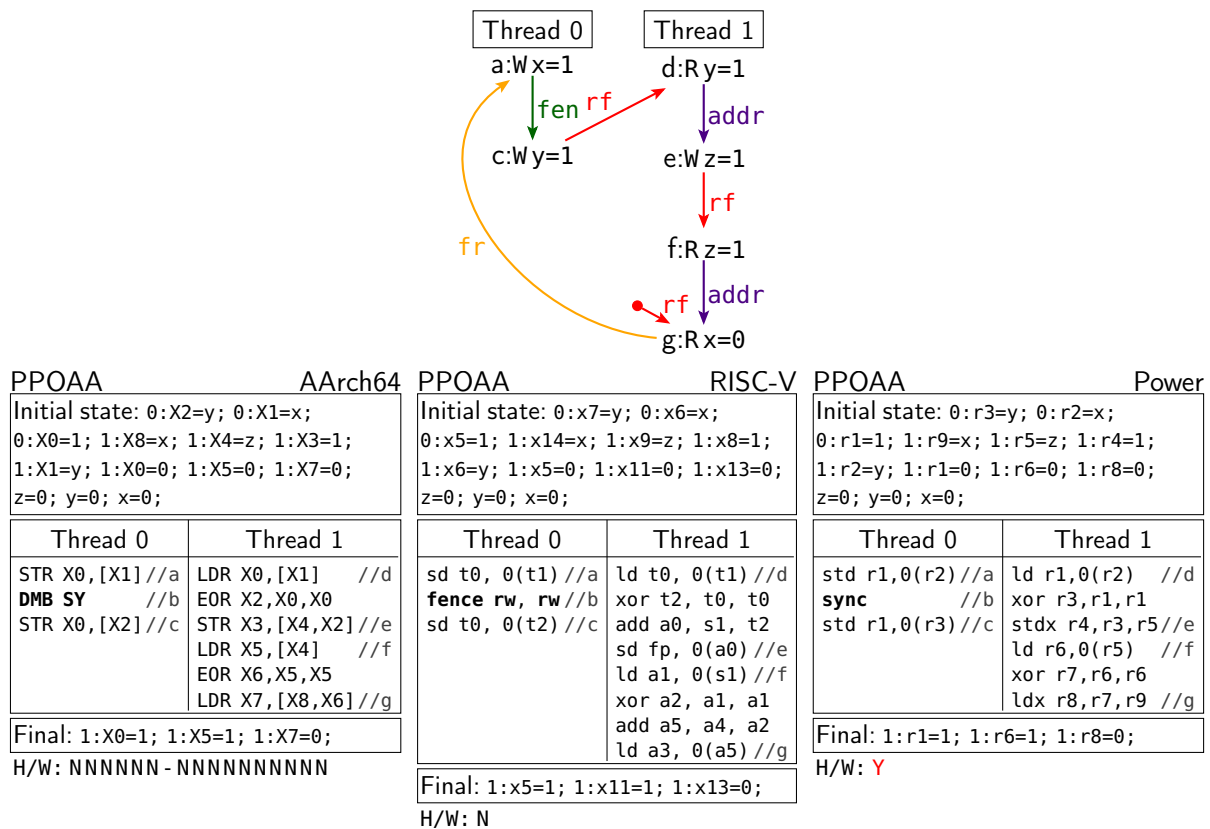 Thread 0 Thread 1
a:W x=1 d:R y=1
fen rf addr
c:W y=1 e:W z=1
rf
fr f:R z=1
rf addr
g:R x=0
PPOAA AArch64
Initial state: 0:X2=y; 0:X1=x;
0:X0=1; 1:X8=x; 1:X4=z; 1:X3=1;
1:X1=y; 1:X0=0; 1:X5=0; 1:X7=0;
z=0; y=0; x=0;
Thread 0 Thread 1
STR X0,[X1]//a LDR X0,[X1] //d
DMB SY //b EOR X2,X0,X0
STR X0,[X2]//c STR X3,[X4,X2]//e
LDR X5,[X4] //f
EOR X6,X5,X5
LDR X7,[X8,X6]//g
Final: 1:X0=1; 1:X5=1; 1:X7=0;
H/W: NNNNNN-NNNNNNNNNN
PPOAA RISC-V
Initial state: 0:x7=y; 0:x6=x;
0:x5=1; 1:x14=x; 1:x9=z; 1:x8=1;
1:x6=y; 1:x5=0; 1:x11=0; 1:x13=0;
z=0; y=0; x=0;
Thread 0 Thread 1
sd t0, 0(t1)//a ld t0, 0(t1)//d
fence rw, rw//b xor t2, t0, t0
sd t0, 0(t2)//c add a0, s1, t2
sd fp, 0(a0)//e
ld a1, 0(s1)//f
xor a2, a1, a1
add a5, a4, a2
ld a3, 0(a5)//g
Final: 1:x5=1; 1:x11=1; 1:x13=0;
H/W: N
PPOAA Power
Initial state: 0:r3=y; 0:r2=x;
0:r1=1; 1:r9=x; 1:r5=z; 1:r4=1;
1:r2=y; 1:r1=0; 1:r6=0; 1:r8=0;
z=0; y=0; x=0;
Thread 0 Thread 1
std r1,0(r2)//a ld r1,0(r2) //d
sync //b xor r3,r1,r1
std r1,0(r3)//c stdx r4,r3,r5//e
ld r6,0(r5) //f
xor r7,r6,r6
ldx r8,r7,r9 //g
Final: 1:r1=1; 1:r6=1; 1:r8=0;
H/W: Y